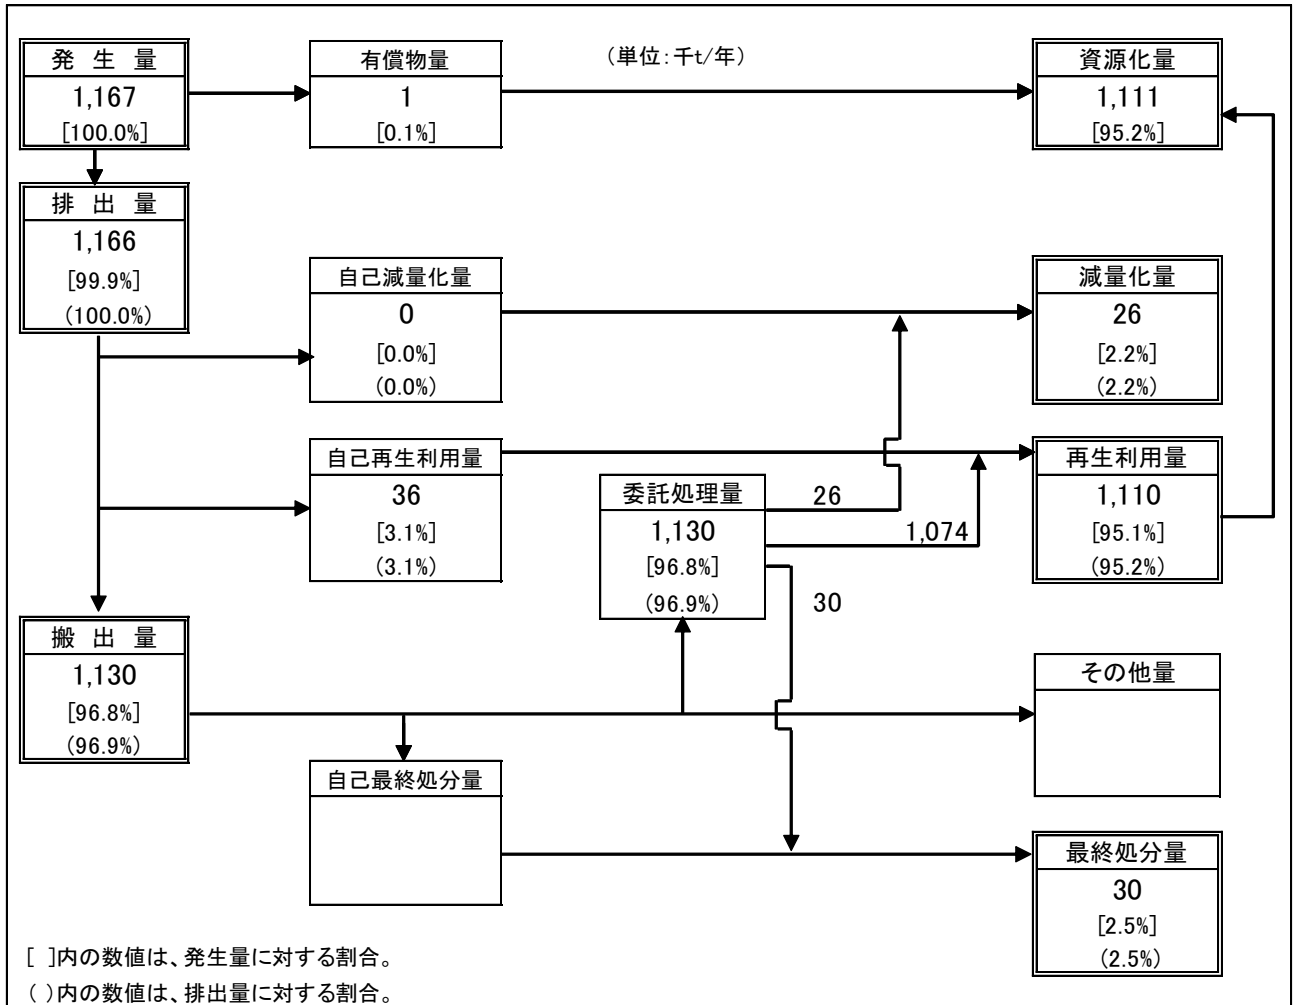 発 生 量
1,167
[100.0%]
有償物量
1
[0.1%]
（単位：千t/年）
資源化量
1,111
[95.2%]
排 出 量
1,166
[99.9%]
(100.0%)
自己減量化量
0
[0.0%]
(0.0%)
減量化量
26
[2.2%]
(2.2%)
自己再生利用量
36
[3.1%]
(3.1%)
委託処理量
1,130
[96.8%]
(96.9%)
26
1,074
30
再生利用量
1,110
[95.1%]
(95.2%)
搬 出 量
1,130
[96.8%]
(96.9%)
その他量
自己最終処分量
最終処分量
30
[2.5%]
(2.5%)
[ ]内の数値は、発生量に対する割合。
( )内の数値は、排出量に対する割合。